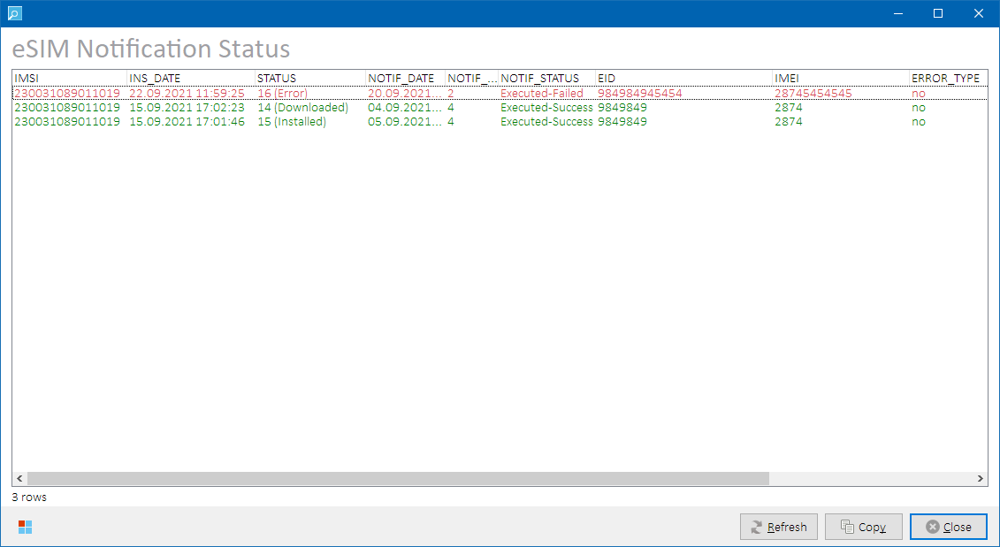 eSIM Notification Status
IMSI INS_DATE STATUS NOTIF_DATE NOTIF_... NOTIF_STATUS EID IMEI ERROR_TYPE
230031089011019 22.09.2021 11:59:25 16 (Error) 20.09.2021... 2 Executed-Failed 984984945454 28745454545 no
230031089011019 15.09.2021 17:02:23 14 (Downloaded) 04.09.2021... 4 Executed-Success 9849849 2874 no
230031089011019 15.09.2021 17:01:46 15 (Installed) 05.09.2021... 4 Executed-Success 9849849 2874 no
3 rows
Refresh Copy Close